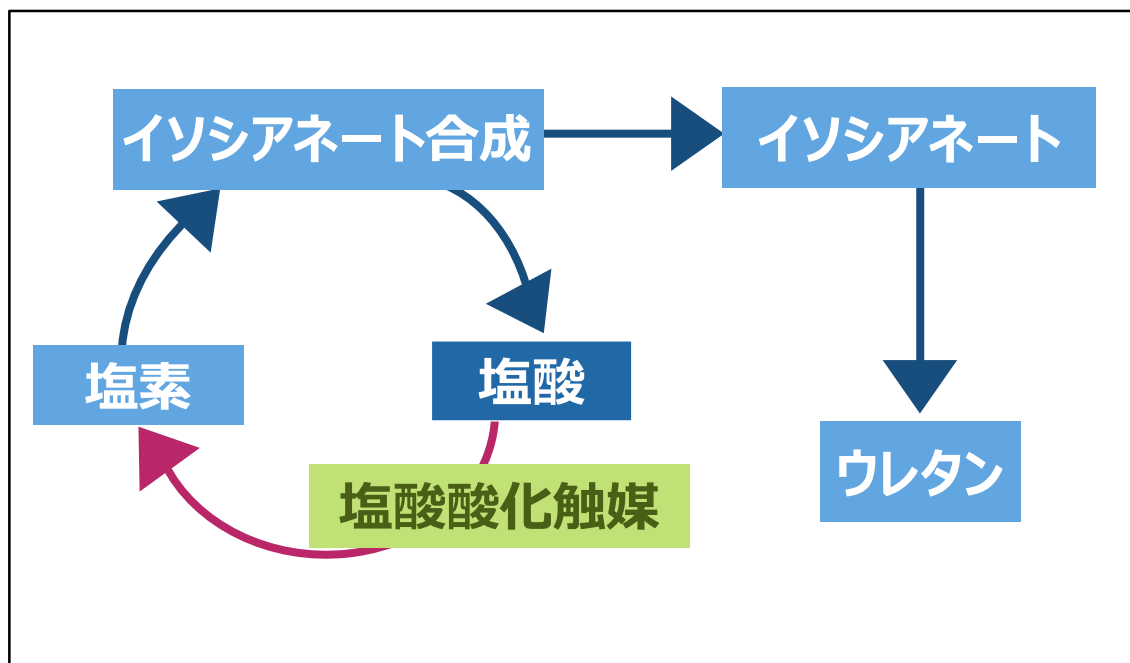 イソシアネート合成
イソシアネート
塩素
塩酸
塩酸酸化触媒
ウレタン